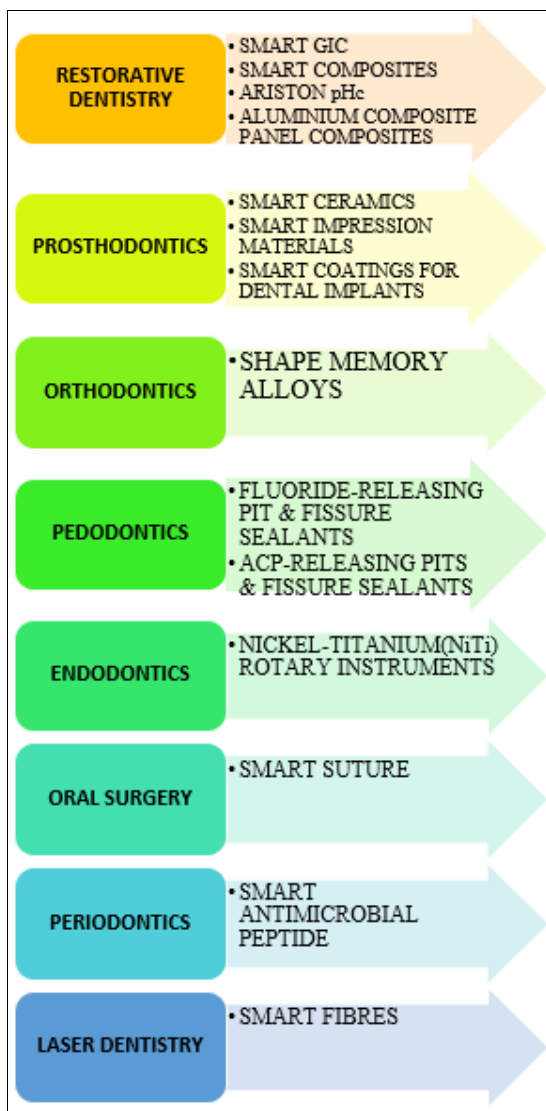 RESTORATIVE
DENTISTRY
• SMART GIC
• SMART COMPOSITES
• ARISTON pHc
• ALUMINIUM COMPOSITE
PANEL COMPOSITES
PROSTHODONTICS
• SMART CERAMICS
• SMART IMPRESSION
MATERIALS
• SMART COATINGS FOR
DENTAL IMPLANTS
ORTHODONTICS
• SHAPE MEMORY
ALLOYS
PEDODONTICS
• FLUORIDE-RELEASING
PIT & FISSURE
SEALANTS
• ACP-RELEASING PITS
& FISSURE SEALANTS
ENDODONTICS
• NICKEL-TITANIUM(NiTi)
ROTARY INSTRUMENTS
ORAL SURGERY
• SMART SUTURE
PERIODONTICS
• SMART
ANTIMICROBIAL
PEPTIDE
LASER DENTISTRY
• SMART FIBRES